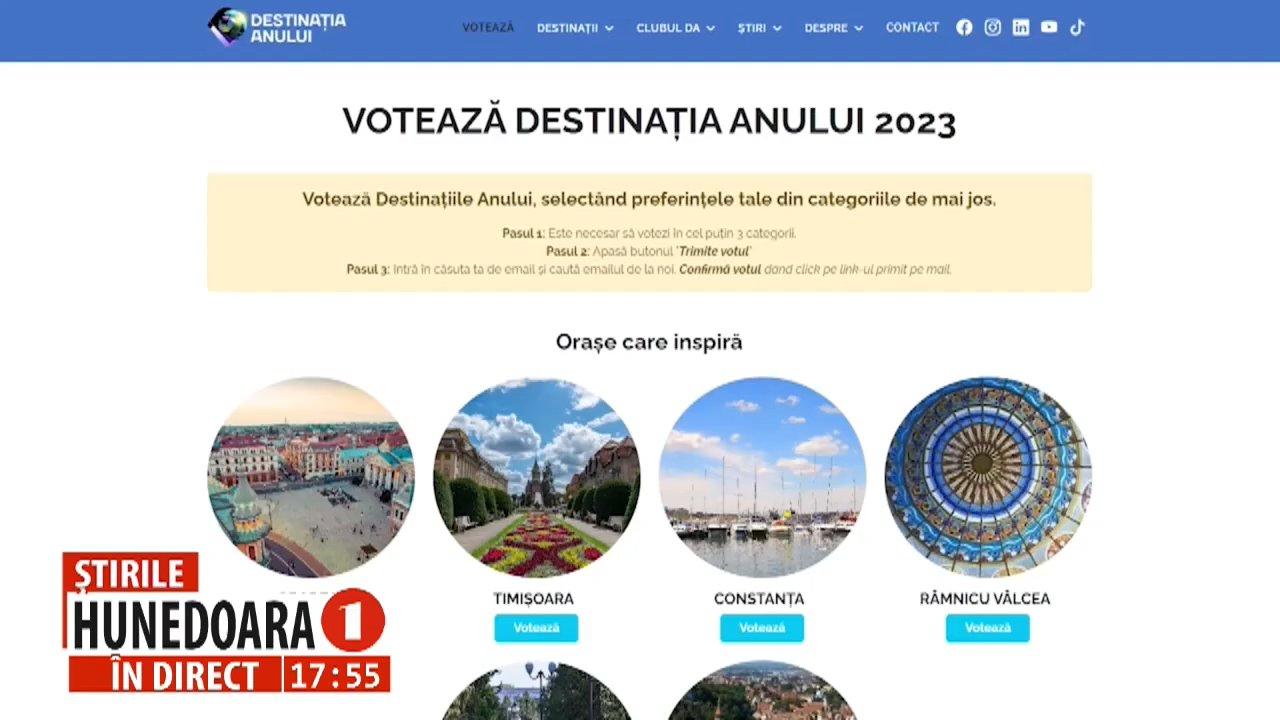 DESTINAȚIA
ANULUI
VOTEAZĂ
DESTINAȚII
CLUBUL DA
ȘTIRI
DESPRE
CONTACT
VOTEAZĂ DESTINAȚIA ANULUI 2023
Votează Destinațiile Anului, selectând preferințele tale din categoriile de mai jos.
Pasul 1: Este necesar să votezi în cel puțin 3 categorii.
Pasul 2: Apasă butonul "Trimite votul"
Pasul 3: Intră în căsuța ta de email și caută emailul de la noi. Confirmă votul dand click pe link-ul primit pe mail.
Orașe care inspiră
TIMIȘOARA
CONSTANȚA
RÂMNICU VÂLCEA
Votează
Votează
Votează
ȘTIRILE
HUNEDOARA 1
ÎN DIRECT 17:55